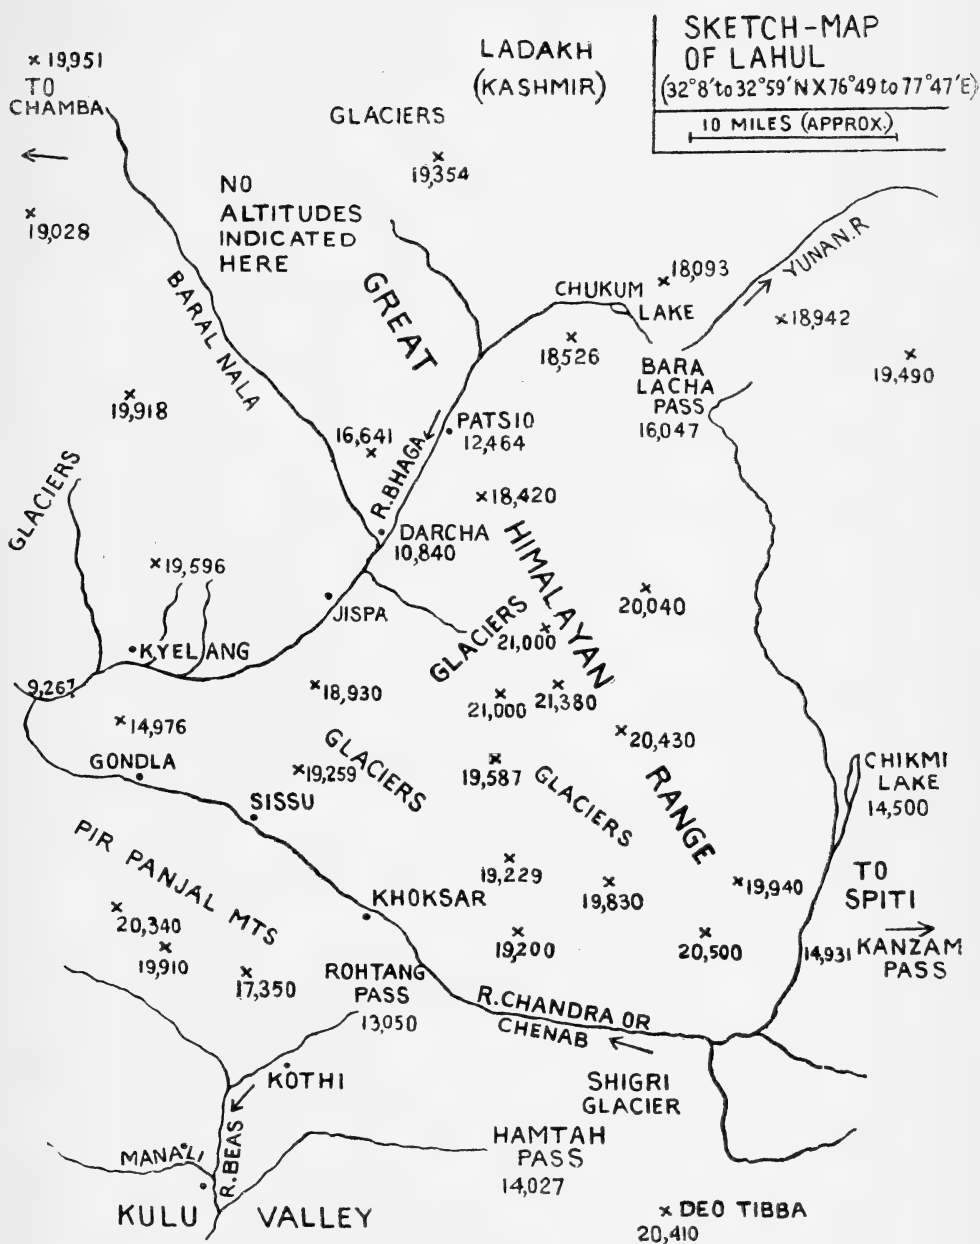 SKETCH-MAP
OF LAHUL
(32°8′ to 32°59′N X 76°49 to 77°47′E)
10 MILES (APPROX.)
LADAKH
(KASHMIR)
19,951
TO
CHAMBA
GLACIERS
19,354
NO
ALTITUDES
INDICATED
HERE
19,028
BARAL NALA
GREAT
HIMALAYAN
RANGE
CHUKUM
LAKE
18,093
YUNAN.R
18,942
18,526
19,490
BARA
LACHA
PASS
16,047
19,918
16,641
PATSIO
12,464
R.BHAGA
18,420
GLACIERS
DARCHA
10,840
19,596
JISPA
20,040
GLACIERS
21,000
KYELANG
9,267
18,930
21,000
21,380
14,976
20,430
GONDLA
GLACIERS
19,259
19,587
GLACIERS
CHIKMI
LAKE
14,500
SISSU
PIR PANJAL MTS
19,229
19,830
19,940
TO
SPITI
KHOKSAR
20,340
19,910
17,350
19,200
20,500
14,931
KANZAM
PASS
ROHTANG
PASS
13,050
R.CHANDRA OR
CHENAB
KOTHI
SHIGRI
GLACIER
R.BEAS
MANALI
HAMTAH
PASS
14,027
KULU VALLEY
DEO TIBBA
20,410